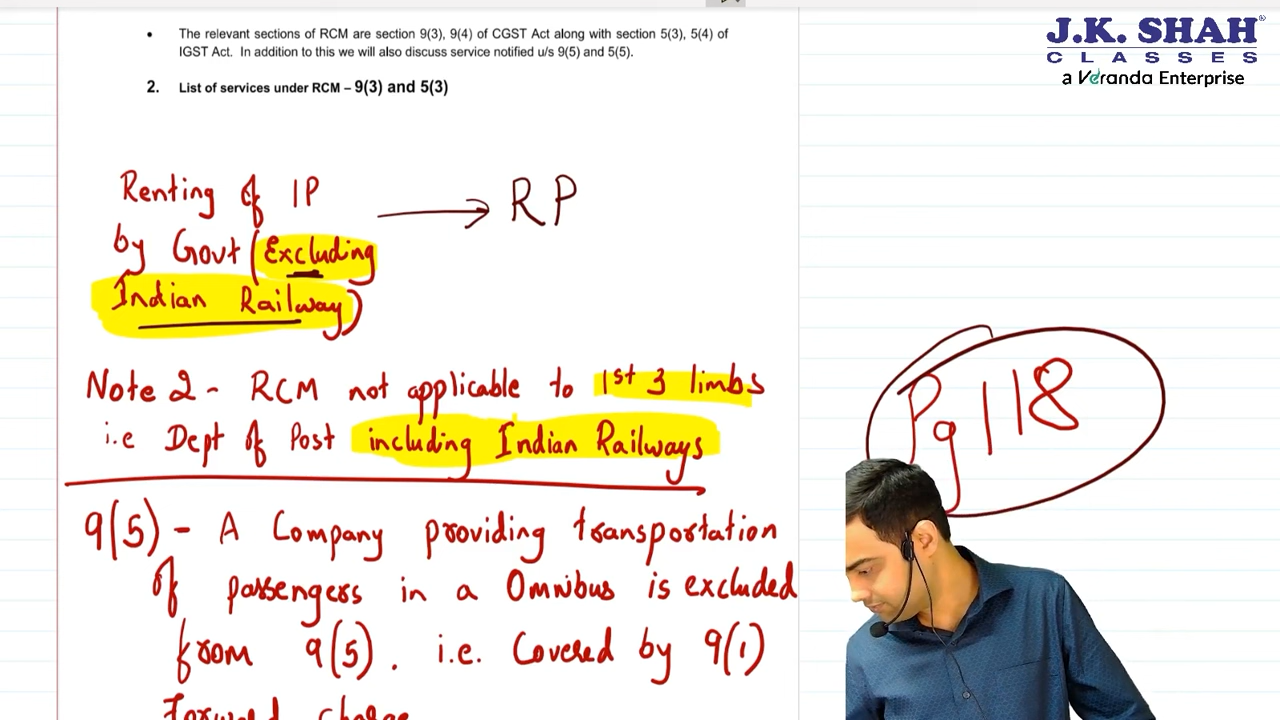 • The relevant sections of RCM are section 9(3), 9(4) of CGST Act along with section 5(3), 5(4) of
IGST Act. In addition to this we will also discuss service notified u/s 9(5) and 5(5).
2. List of services under RCM – 9(3) and 5(3)
J.K. SHAH
CLASSES
a Veranda Enterprise
Renting of IP
by Govt (Excluding
Indian Railway)
→ RP
Note 2 - RCM not applicable to 1st 3 limbs
i.e Dept of Post including Indian Railways
9(5) - A Company providing transportation
of passengers in a Omnibus is excluded
from 9(5). i.e. Covered by 9(1)
Forward charge
Pg 118